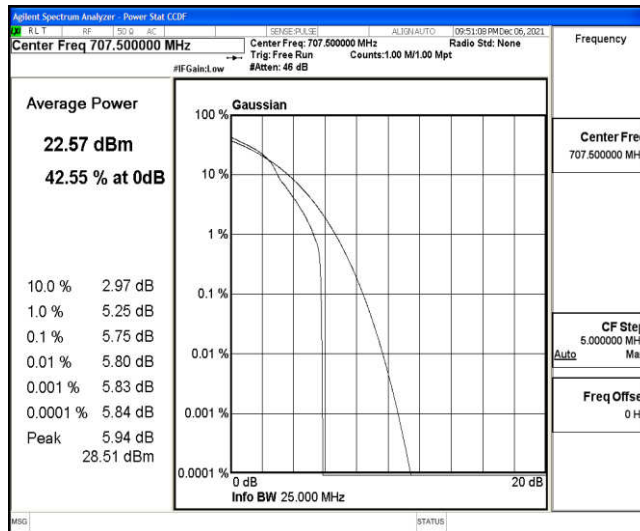 Agilent Spectrum Analyzer - Power Stat CCDF
RLT RF 50 Ω AC SENSE:PULSE ALIGN AUTO 09:51:08 PM Dec 06, 2021
Center Freq 707.500000 MHz
Center Freq: 707.500000 MHz Radio Std: None
Trig: Free Run Counts:1.00 M/1.00 Mpt
#IFGain:Low #Atten: 46 dB
Frequency
Average Power
22.57 dBm
42.55 % at 0dB
10.0 % 2.97 dB
1.0 % 5.25 dB
0.1 % 5.75 dB
0.01 % 5.80 dB
0.001 % 5.83 dB
0.0001 % 5.84 dB
Peak 5.94 dB
28.51 dBm
Gaussian
100 %
10 %
1 %
0.1 %
0.01 %
0.001 %
0.0001 %
0 dB 20 dB
Info BW 25.000 MHz
Center Fre
707.500000 MH
CF Step
5.000000 MH
Auto Ma
Freq Offse
0 H
MSG STATUS